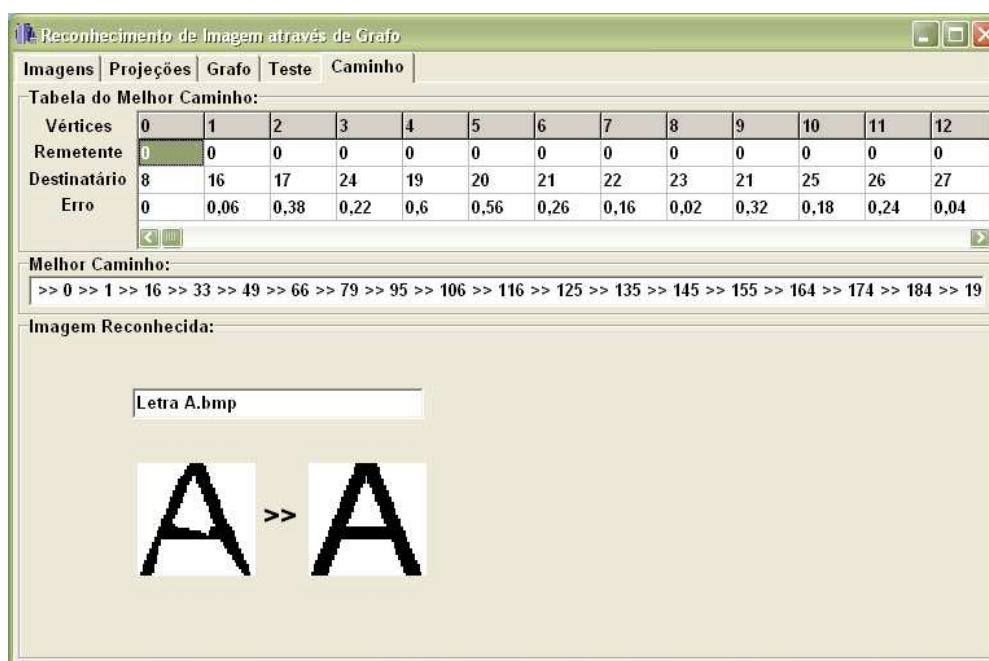 Reconhecimento de Imagem através de Grafo
Imagens Projeções Grafo Teste Caminho
Tabela do Melhor Caminho:
Vértices 0 1 2 3 4 5 6 7 8 9 10 11 12
Remetente 0 0 0 0 0 0 0 0 0 0 0 0 0
Destinatário 8 16 17 24 19 20 21 22 23 21 25 26 27
Erro 0 0,06 0,38 0,22 0,6 0,56 0,26 0,16 0,02 0,32 0,18 0,24 0,04
Melhor Caminho:
>> 0 >> 1 >> 16 >> 33 >> 49 >> 66 >> 79 >> 95 >> 106 >> 116 >> 125 >> 135 >> 145 >> 155 >> 164 >> 174 >> 184 >> 19
Imagem Reconhecida:
Letra A.bmp
A >> A